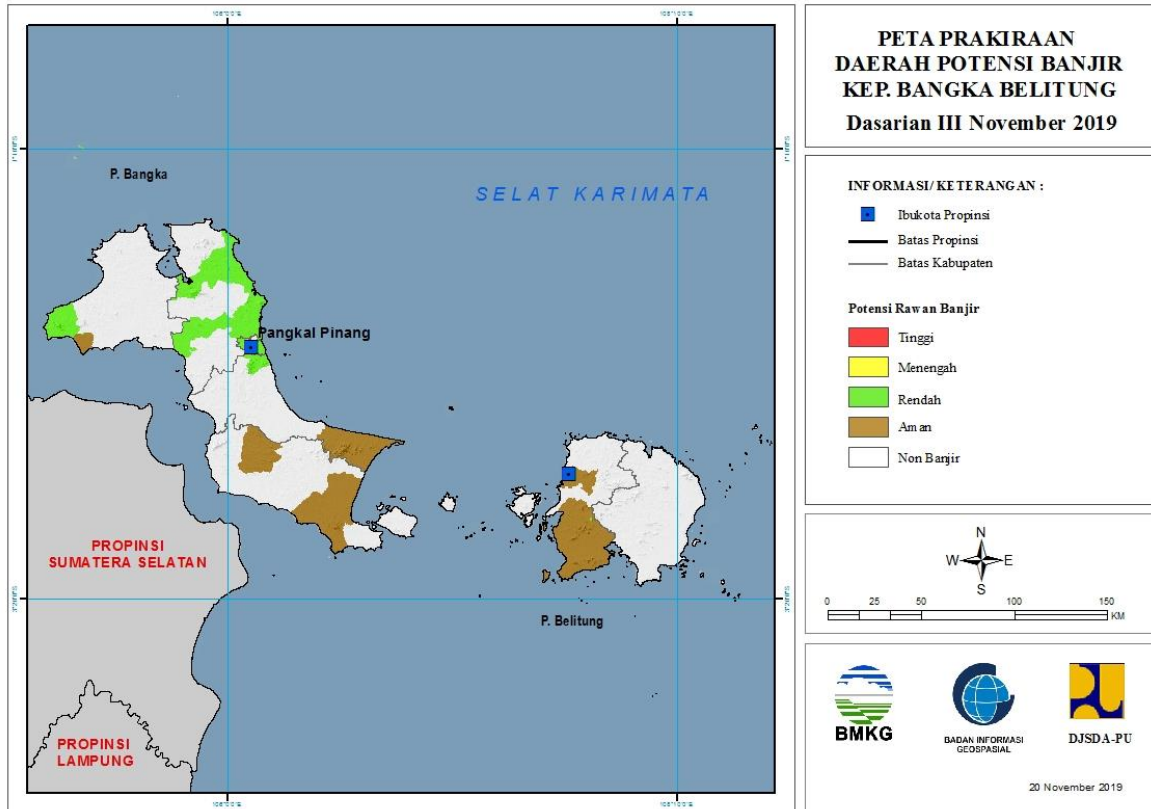 PETA PRAKIRAAN
DAERAH POTENSI BANJIR
KEP. BANGKA BELITUNG
Dasarian III November 2019
P. Bangka
SELAT KARIMATA
Pangkal Pinang
PROPINSI
SUMATERA SELATAN
P. Belitung
PROPINSI
LAMPUNG
INFORMASI/KETERANGAN :
Ibukota Propinsi
Batas Propinsi
Batas Kabupaten
Potensi Rawan Banjir
Tinggi
Menengah
Rendah
Aman
Non Banjir
N
W E
S
0 25 50 100 150
KM
BMKG
BADAN INFORMASI
GEOSPASIAL
DJSDA-PU
20 November 2019